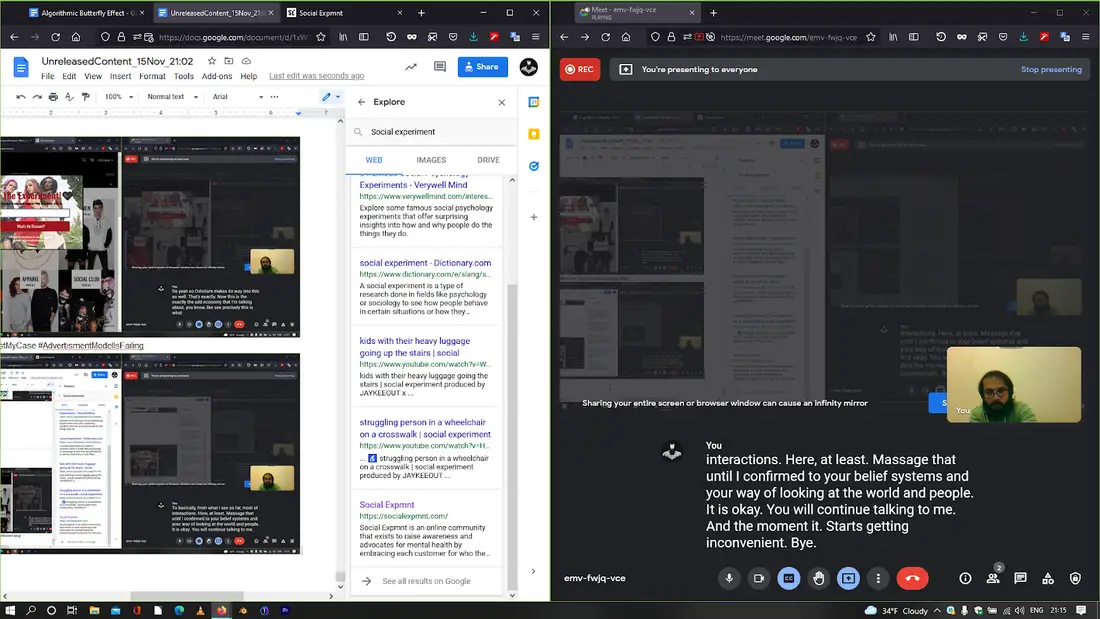 Algorithmic Butterfly Effect - G
UnreleasedContent_15Nov_21:02
Social Expmnt
https://docs.google.com/document/d/1xW
UnreleasedContent_15Nov_21:02
File Edit View Insert Format Tools Add-ons Help Last edit was seconds ago
Share
100% Normal text Arial
2 3 4 5 6 7
Explore
Social experiment
WEB IMAGES DRIVE
Experiments - Verywell Mind
https://www.verywellmind.com/interes...
Explore some famous social psychology
experiments that offer surprising
insights into how and why people do the
things they do.
social experiment - Dictionary.com
https://www.dictionary.com/e/slang/s...
A social experiment is a type of
research done in fields like psychology
or sociology to see how people behave
in certain situations or how they...
kids with their heavy luggage
going up the stairs | social
https://www.youtube.com/watch?v=W...
kids with their heavy luggage going the
stairs | social experiment produced by
JAYKEEOUT x ...
struggling person in a wheelchair
on a crosswalk | social experiment
https://www.youtube.com/watch?v=H...
... ♿ struggling person in a wheelchair
on a crosswalk | social experiment
produced by JAYKEEOUT ...
Social Expmnt
https://socialexpmnt.com/
Social Expmnt is an online community
that exists to raise awareness and
advocates for mental health by
embracing each customer for who the...
See all results on Google
The Experiment!
APPAREL
SOCIAL CLUB
stMyCase #AdvertismentModelIsFailing
Meet - emv-fwjq-vce
PLAYING
https://meet.google.com/emv-fwjq-vce
REC
You're presenting to everyone
Stop presenting
Sharing your entire screen or browser window can cause an infinity mirror
You
You
interactions. Here, at least. Massage that
until I confirmed to your belief systems and
your way of looking at the world and people.
It is okay. You will continue talking to me.
And the moment it. Starts getting
inconvenient. Bye.
emv-fwjq-vce
2
34°F Cloudy ENG 21:15